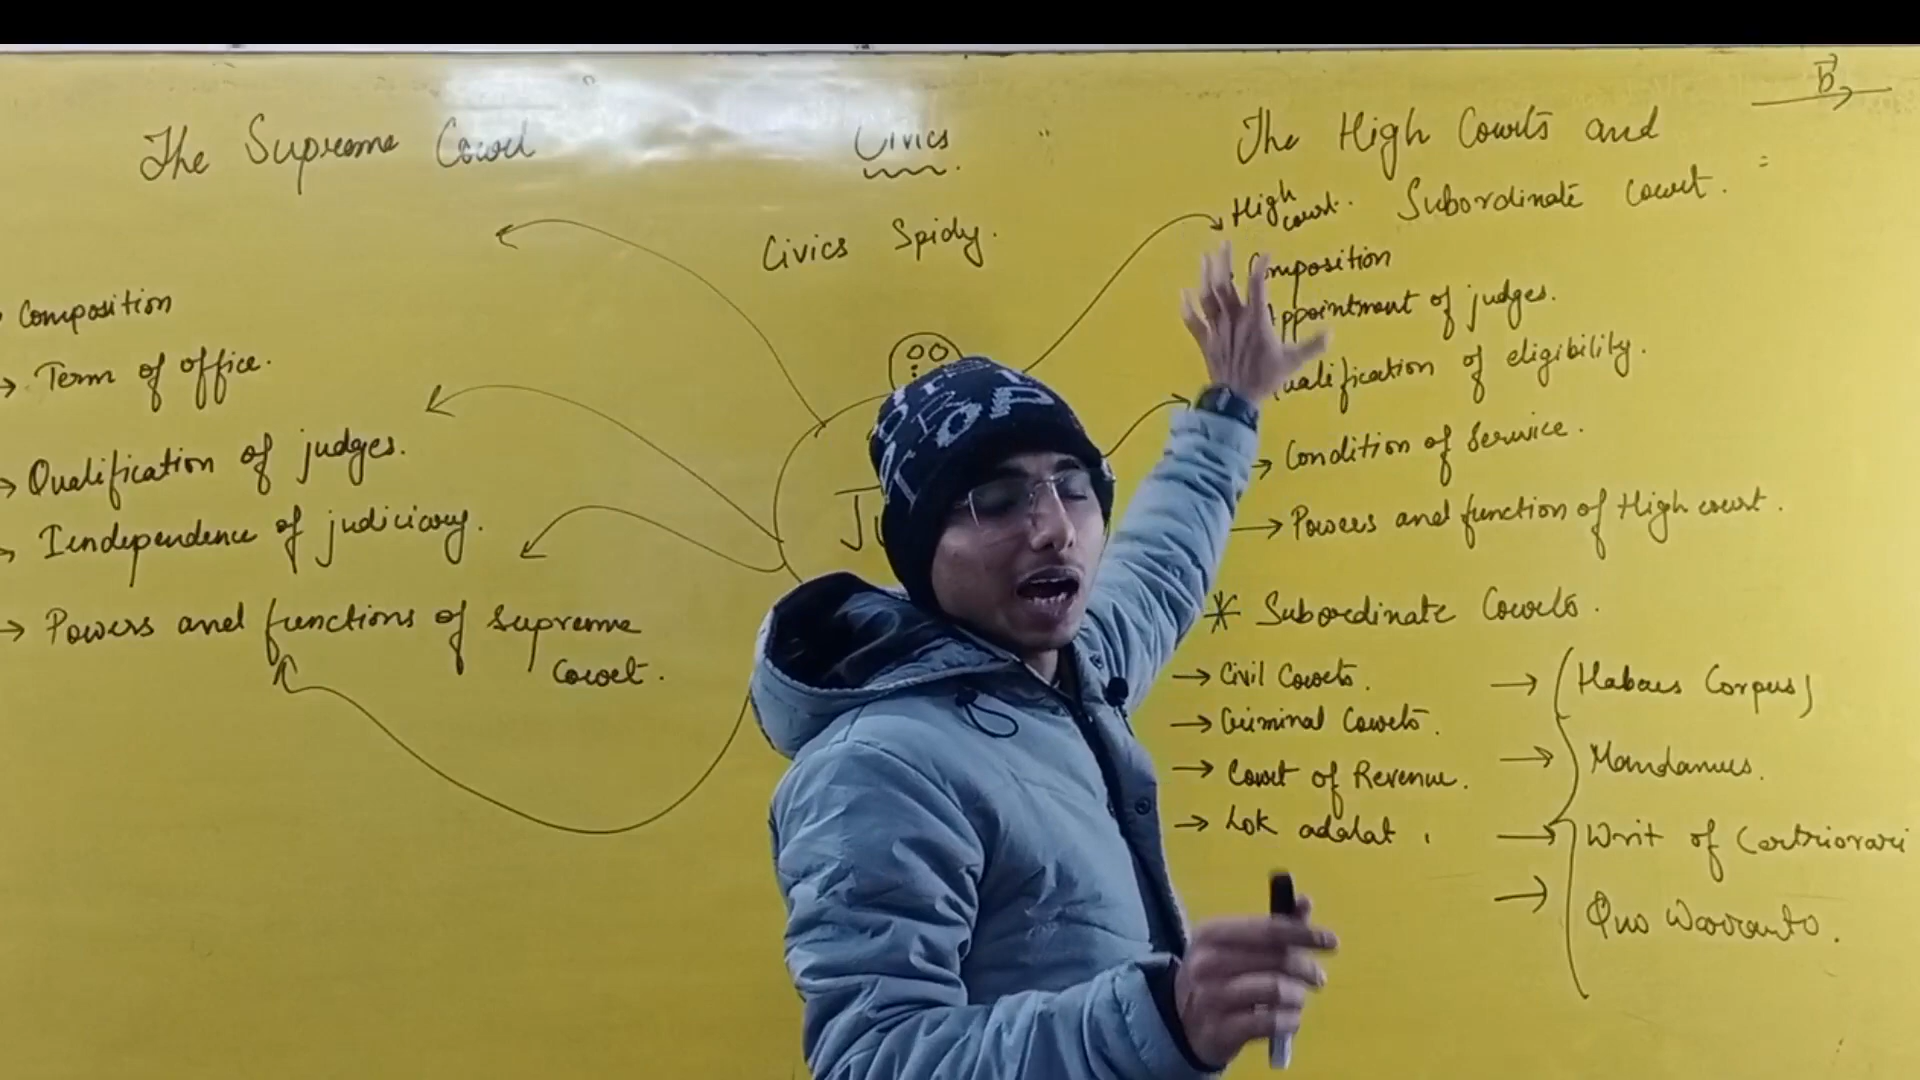 The Supreme Court
Composition
→ Term of office.
→ Qualification of judges.
→ Independence of judiciary.
→ Powers and functions of supreme
court.
Civics
Civics Spidy.
b
The High Courts and
Subordinate court.
High
court.
Composition
Appointment of judges.
Qualification of eligibility.
→ Condition of service.
→ Powers and function of High court.
* Subordinate Courts.
→ Civil Courts.
→ Criminal Courts.
→ Court of Revenue.
→ Lok adalat.
→ Habaes Corpus
→ Mandamus.
→ Writ of Certriorari
→ Quo Warranto.